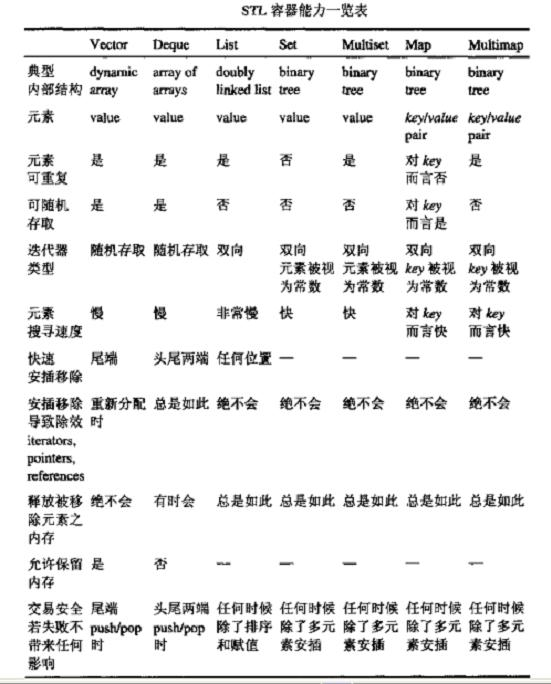 STL 容器能力一览表
Vector Deque List Set Multiset Map Multimap
典型 dynamic array of doubly binary binary binary binary
内部结构 array arrays linked list tree tree tree tree
元素 value value value value value key/value key/value
pair pair
元素 是 是 是 否 是 对 key 是
可重复 而言否
可随机 是 是 否 否 否 对 key 否
存取 而言是
迭代器 随机存取 随机存取 双向 双向 双向 双向 双向
类型 元素被视 元素被视 key 被视 key 被视
为常数 为常数 为常数 为常数
元素 慢 慢 非常慢 快 快 对 key 对 key
搜寻速度 而言快 而言快
快速 尾端 头尾两端 任何位置 — — — —
安插移除
安插移除 重新分配 总是如此 绝不会 绝不会 绝不会 绝不会 绝不会
导致除效 时
iterators,
pointers,
references
释放被移 绝不会 有时会 总是如此 总是如此 总是如此 总是如此 总是如此
除元素之
内存
允许保留 是 否 — — — — —
内存
交易安全 尾端 头尾两端 任何时候 任何时候 任何时候 任何时候 任何时候
若失败不 push/pop push/pop 除了排序 除了多元 除了多元 除了多元 除了多元
带来任何 时 时 和赋值 素安插 素安插 素安插 素安插
影响